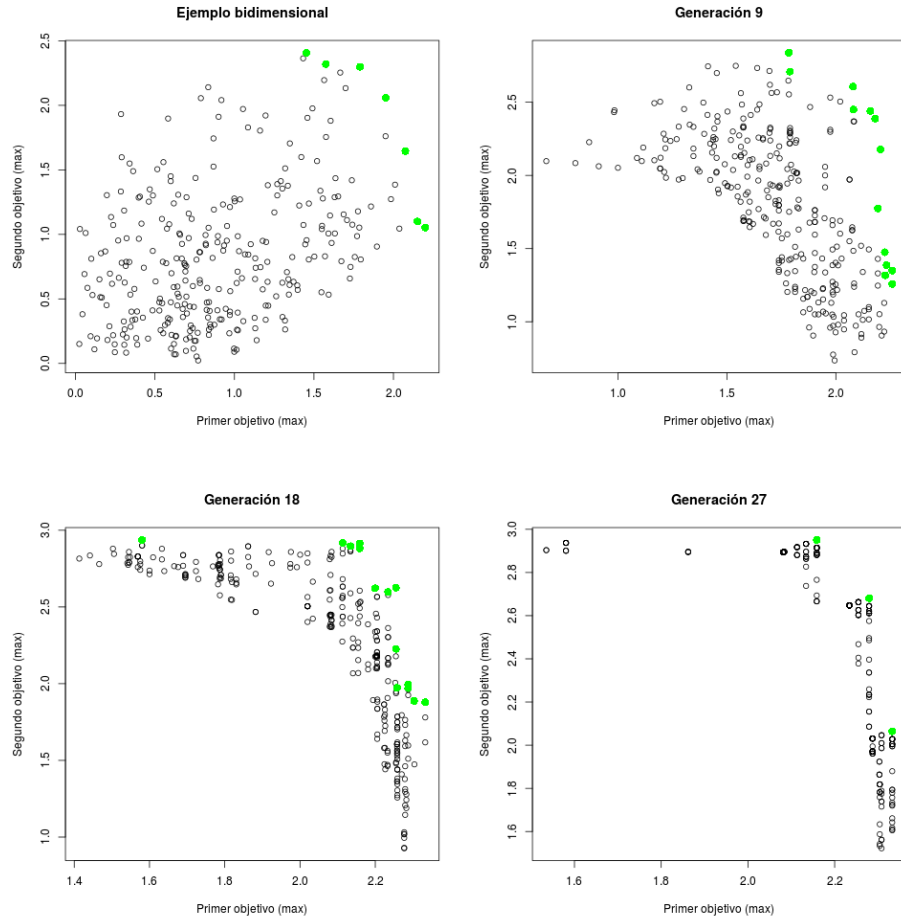 Ejemplo bidimensional
Segundo objetivo (max)
2.5
2.0
1.5
1.0
0.5
0.0
0.0 0.5 1.0 1.5 2.0
Primer objetivo (max)
Generación 9
Segundo objetivo (max)
2.5
2.0
1.5
1.0
1.0 1.5 2.0
Primer objetivo (max)
Generación 18
Segundo objetivo (max)
3.0
2.5
2.0
1.5
1.0
1.4 1.6 1.8 2.0 2.2
Primer objetivo (max)
Generación 27
Segundo objetivo (max)
3.0
2.8
2.6
2.4
2.2
2.0
1.8
1.6
1.6 1.8 2.0 2.2
Primer objetivo (max)